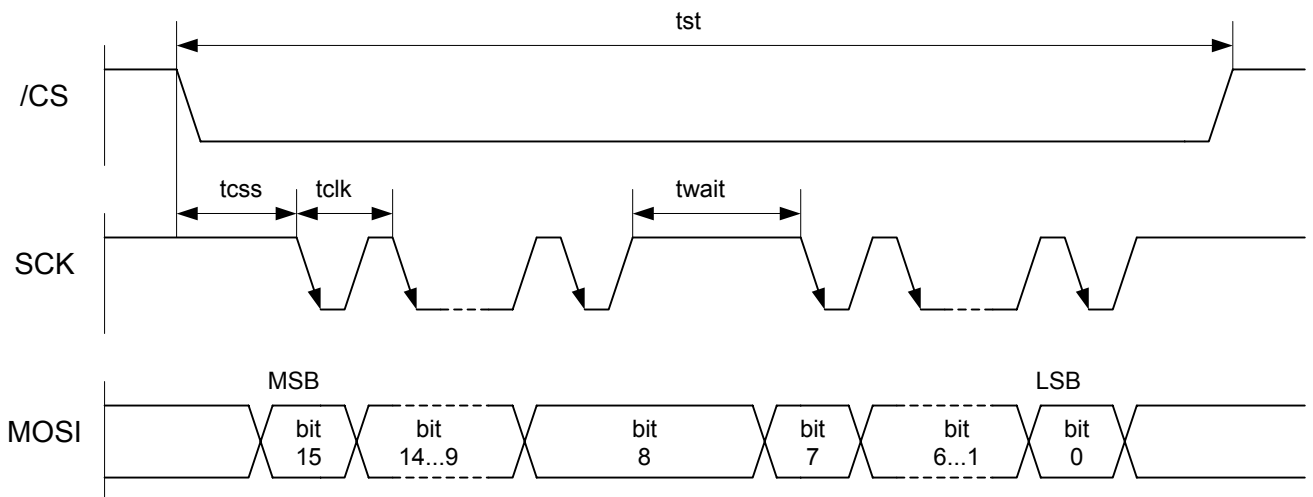 tst
/CS
tcss
tclk
twait
SCK
MSB
LSB
MOSI
bit
15
bit
14...9
bit
8
bit
7
bit
6...1
bit
0